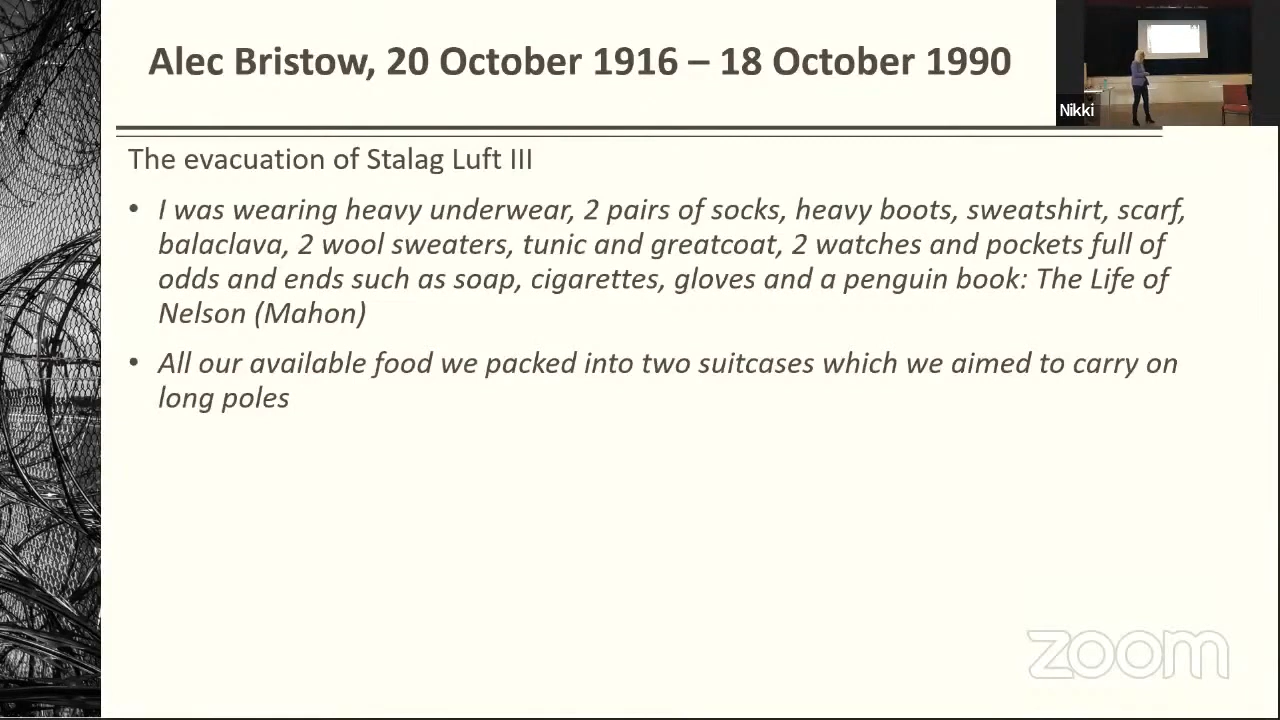 Alec Bristow, 20 October 1916 – 18 October 1990
Nikki
The evacuation of Stalag Luft III
• I was wearing heavy underwear, 2 pairs of socks, heavy boots, sweatshirt, scarf,
balaclava, 2 wool sweaters, tunic and greatcoat, 2 watches and pockets full of
odds and ends such as soap, cigarettes, gloves and a penguin book: The Life of
Nelson (Mahon)
• All our available food we packed into two suitcases which we aimed to carry on
long poles
zoom